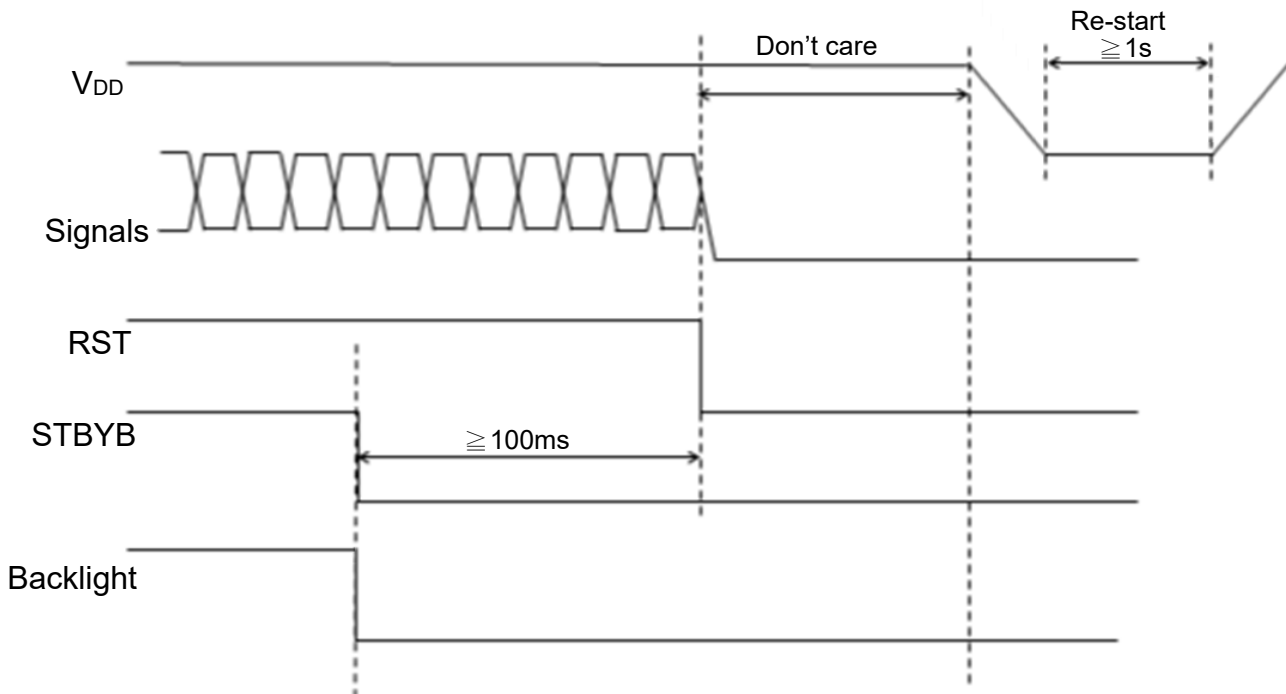 Re-start
Don’t care
≧1s
VDD
Signals
RST
STBYB
≧100ms
Backlight